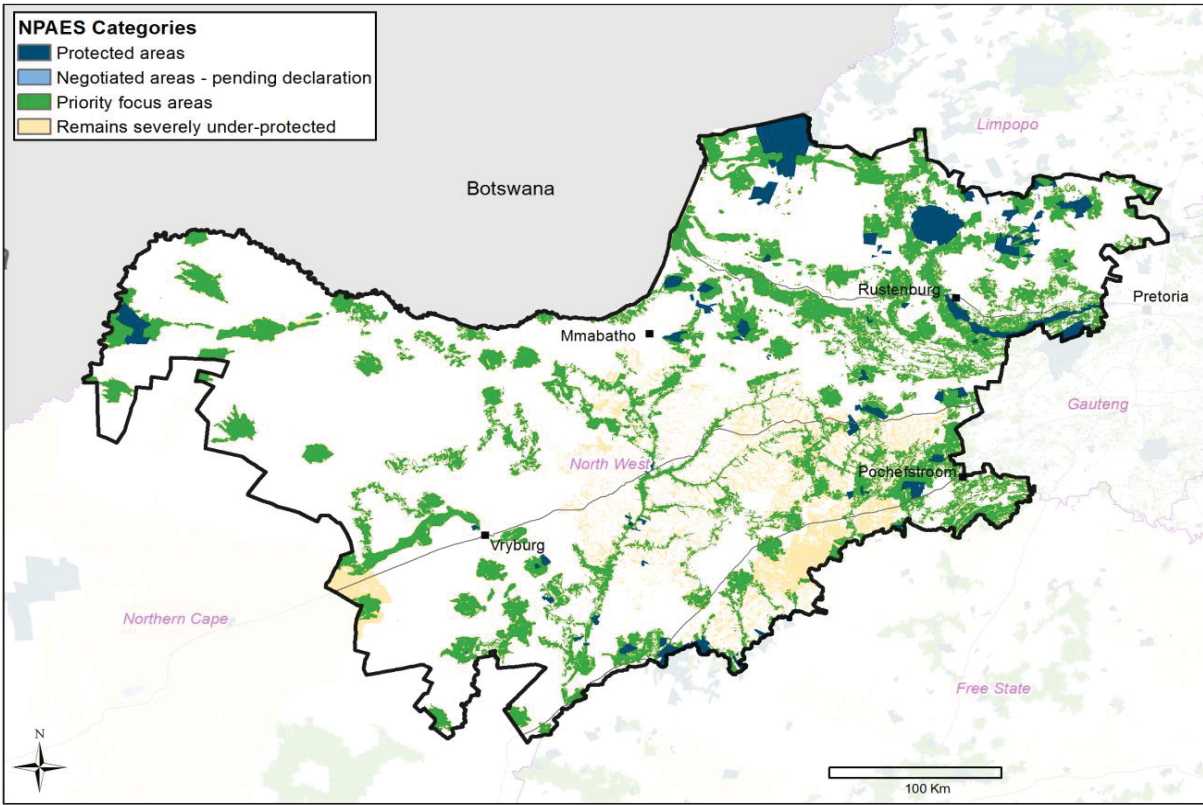 NPAES Categories
Protected areas
Negotiated areas - pending declaration
Priority focus areas
Remains severely under-protected
Limpopo
Botswana
Rustenburg
Pretoria
Mmabatho
Gauteng
North West
Pochefstroom
Vryburg
Northern Cape
Free State
N
100 Km